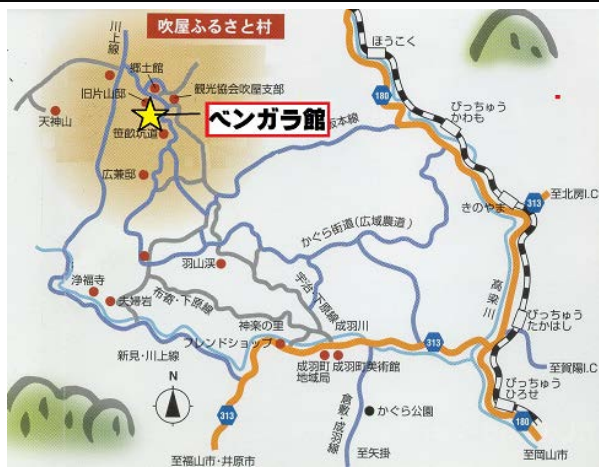 吹屋ふるさと村
川上線
郷土館
旧片山邸
観光協会吹屋支部
天神山
ベンガラ館
笹畝坑道
坂本線
広兼邸
ほうこく
180
びっちゅう
かわも
313
至北房I.C
きのやま
かぐら街道(広域農道)
羽山渓
宇治・下原線
高梁川
浄福寺
夫婦岩
布寄・下原線
神楽の里
成羽川
フレンドショップ
313
びっちゅう
たかはし
新見・川上線
成羽町
地域局
成羽町美術館
至賀陽I.C
N
びっちゅう
ひろせ
倉敷・成羽線
かぐら公園
313
180
至福山市・井原市
至矢掛
至岡山市